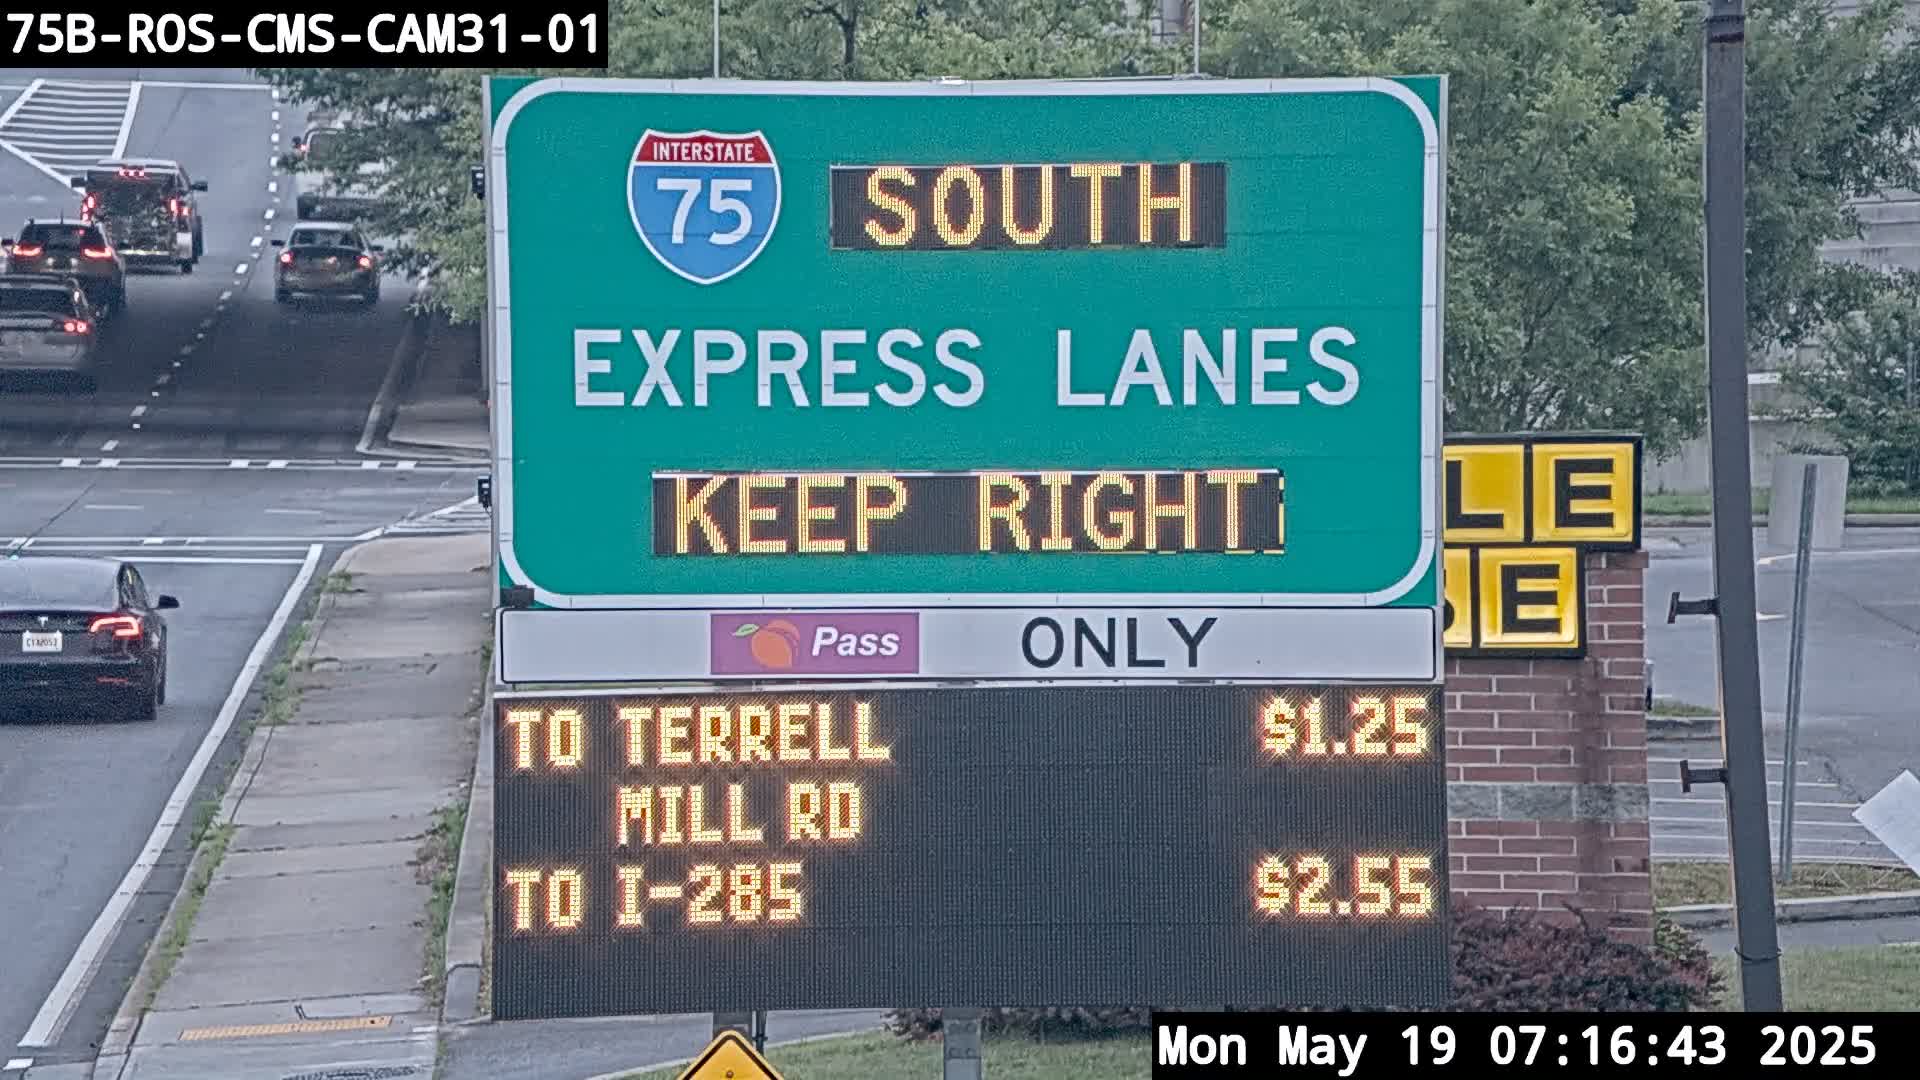 75B-ROS-CMS-CAM31-01
INTERSTATE
75
SOUTH
EXPRESS LANES
KEEP RIGHT
Pass
ONLY
TO TERRELL $1.25
MILL RD
TO I-285 $2.55
LE
E
Mon May 19 07:16:43 2025